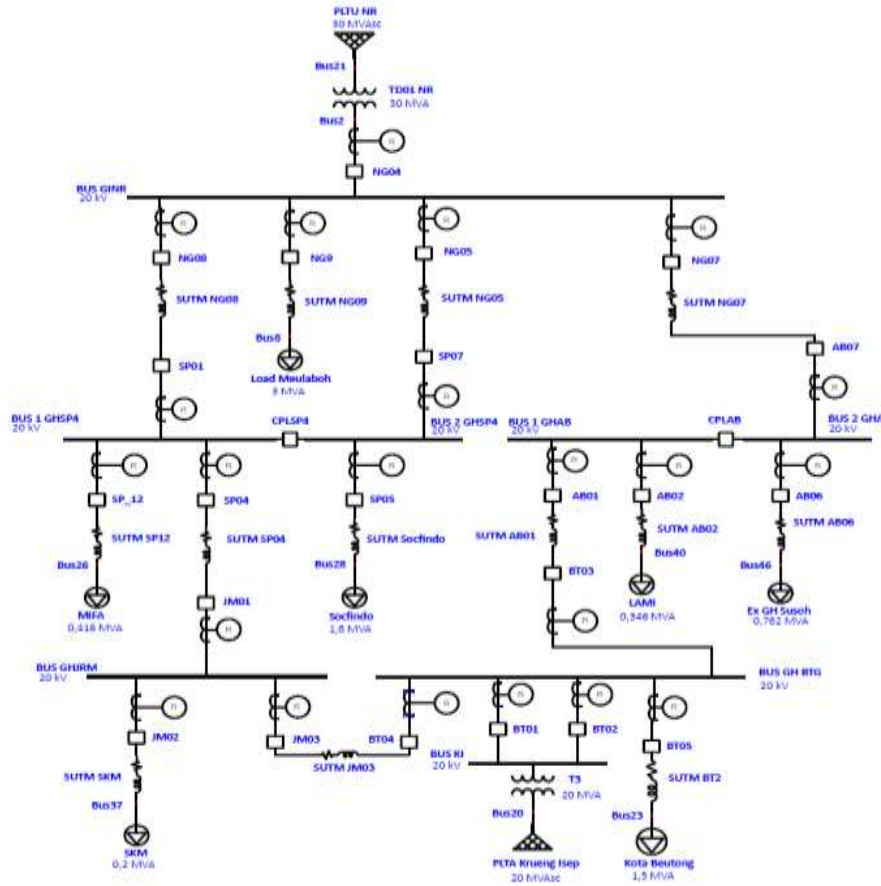 PLTU NR
80 MVAsc
Bus21
TD01 NR
30 MVA
Bus2
R
NG04
BUS GINR
20 kV
R
R
R
R
NG08
NG9
NG05
NG07
SUTM NG08
SUTM NG09
SUTM NG05
SUTM NG07
Bus6
SP01
SP07
AB07
Load Meulaboh
8 MVA
R
R
R
BUS 1 GHSP4
20 kV
CPLSP4
BUS 2 GHSP4
20 kV
BUS 1 GHAB
20 kV
CPLAB
BUS 2 GHA
20 kV
R
R
R
R
R
R
SP_12
SP04
SP05
AB01
AB02
AB06
SUTM SP12
SUTM SP04
SUTM Socfindo
SUTM AB01
SUTM AB02
SUTM AB06
Bus26
Bus28
Bus40
Bus46
BT03
MIFA
0,416 MVA
JM01
Socfindo
1,6 MVA
LAMI
0,346 MVA
Ex GH Susoh
0,762 MVA
R
R
BUS GHJRM
20 kV
BUS GH BTG
20 kV
R
R
R
R
R
R
JM02
JM03
BT04
BT01
BT02
BT05
SUTM JM03
BUS KI
20 kV
SUTM SKM
SUTM BT2
T3
20 MVA
Bus37
Bus20
Bus23
SKM
0,2 MVA
PLTA Krueng Isep
20 MVAsc
Kota Beutong
1,5 MVA